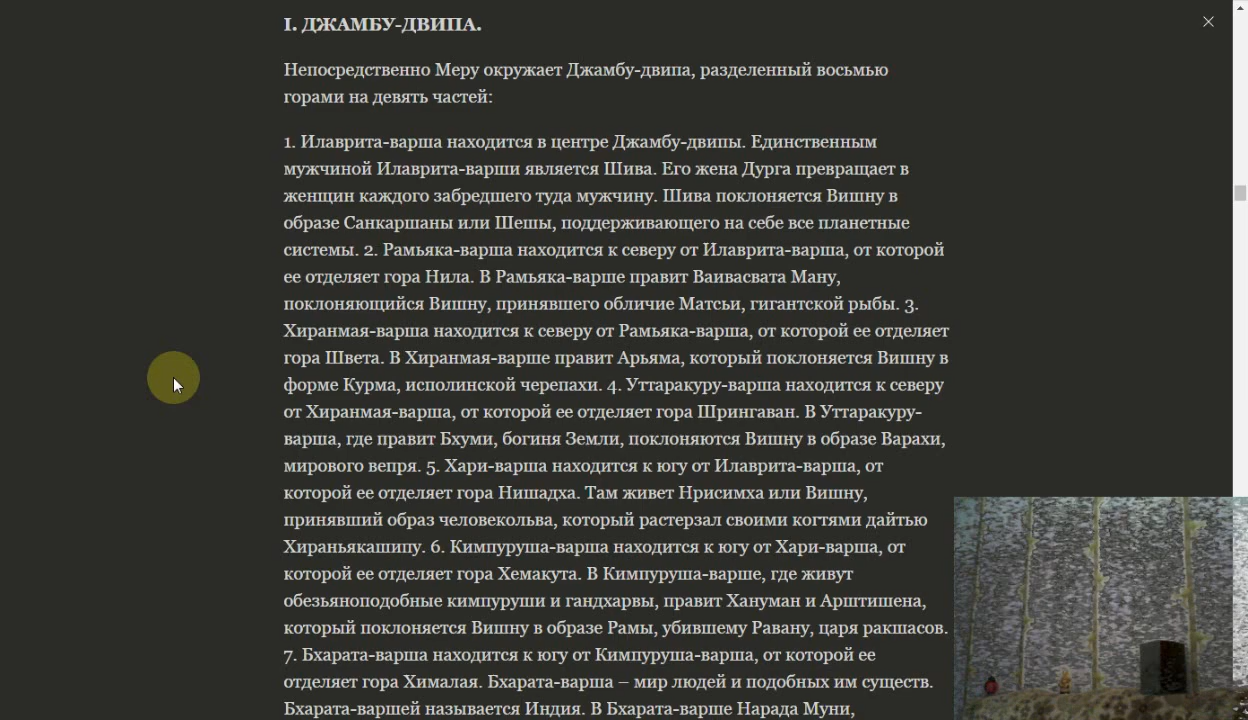 I. ДЖАМБУ-ДВИПА.
Непосредственно Меру окружает Джамбу-двипа, разделенный восьмью
горами на девять частей:
1. Илаврита-варша находится в центре Джамбу-двипы. Единственным
мужчиной Илаврита-варши является Шива. Его жена Дурга превращает в
женщин каждого забредшего туда мужчину. Шива поклоняется Вишну в
образе Санкаршаны или Шешы, поддерживающего на себе все планетные
системы. 2. Рамьяка-варша находится к северу от Илаврита-варша, от которой
ее отделяет гора Нила. В Рамьяка-варше правит Ваивасвата Ману,
поклоняющийся Вишну, принявшего обличие Матсьи, гигантской рыбы. 3.
Хиранмая-варша находится к северу от Рамьяка-варша, от которой ее отделяет
гора Швета. В Хиранмая-варше правит Арьяма, который поклоняется Вишну в
форме Курма, исполинской черепахи. 4. Уттаракуру-варша находится к северу
от Хиранмая-варша, от которой ее отделяет гора Шрингаван. В Уттаракуру-
варша, где правит Бхуми, богиня Земли, поклоняются Вишну в образе Варахи,
мирового вепря. 5. Хари-варша находится к югу от Илаврита-варша, от
которой ее отделяет гора Нишадха. Там живет Нрисимха или Вишну,
принявший образ человекольва, который растерзал своими когтями дайтью
Хираньякашипу. 6. Кимпуруша-варша находится к югу от Хари-варша, от
которой ее отделяет гора Хемакута. В Кимпуруша-варше, где живут
обезьяноподобные кимпуруши и гандхарвы, правит Хануман и Арштишена,
который поклоняется Вишну в образе Рамы, убившему Равану, царя ракшасов.
7. Бхарата-варша находится к югу от Кимпуруша-варша, от которой ее
отделяет гора Хималая. Бхарата-варша – мир людей и подобных им существ.
Бхарата-варшей называется Индия. В Бхарата-варше Нарада Муни,